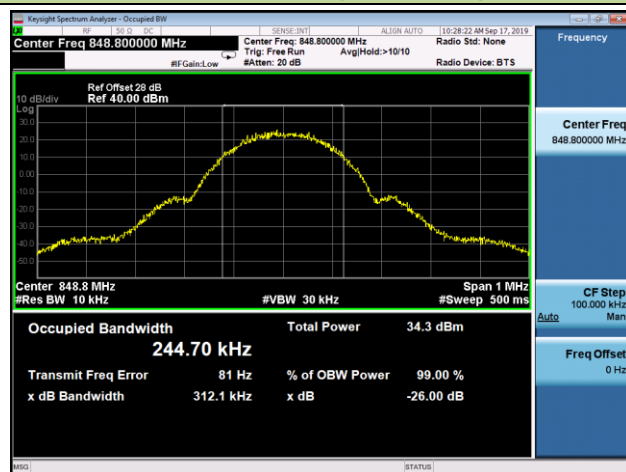 Keysight Spectrum Analyzer - Occupied BW
RF 50 Ω DC SENSE:INT ALIGN AUTO 10:28:22 AM Sep 17, 2019
Center Freq 848.800000 MHz Center Freq: 848.800000 MHz Radio Std: None
Trig: Free Run Avg|Hold:>10/10
#IFGain:Low #Atten: 20 dB Radio Device: BTS
Ref Offset 28 dB
10 dB/div Ref 40.00 dBm
Log
30.0
20.0
10.0
0.00
-10.0
-20.0
-30.0
-40.0
-50.0
Center 848.8 MHz Span 1 MHz
#Res BW 10 kHz #VBW 30 kHz #Sweep 500 ms
Occupied Bandwidth Total Power 34.3 dBm
244.70 kHz
Transmit Freq Error 81 Hz % of OBW Power 99.00 %
x dB Bandwidth 312.1 kHz x dB -26.00 dB
MSG STATUS
Frequency
Center Freq
848.800000 MHz
CF Step
100.000 kHz
Auto Man
Freq Offset
0 Hz